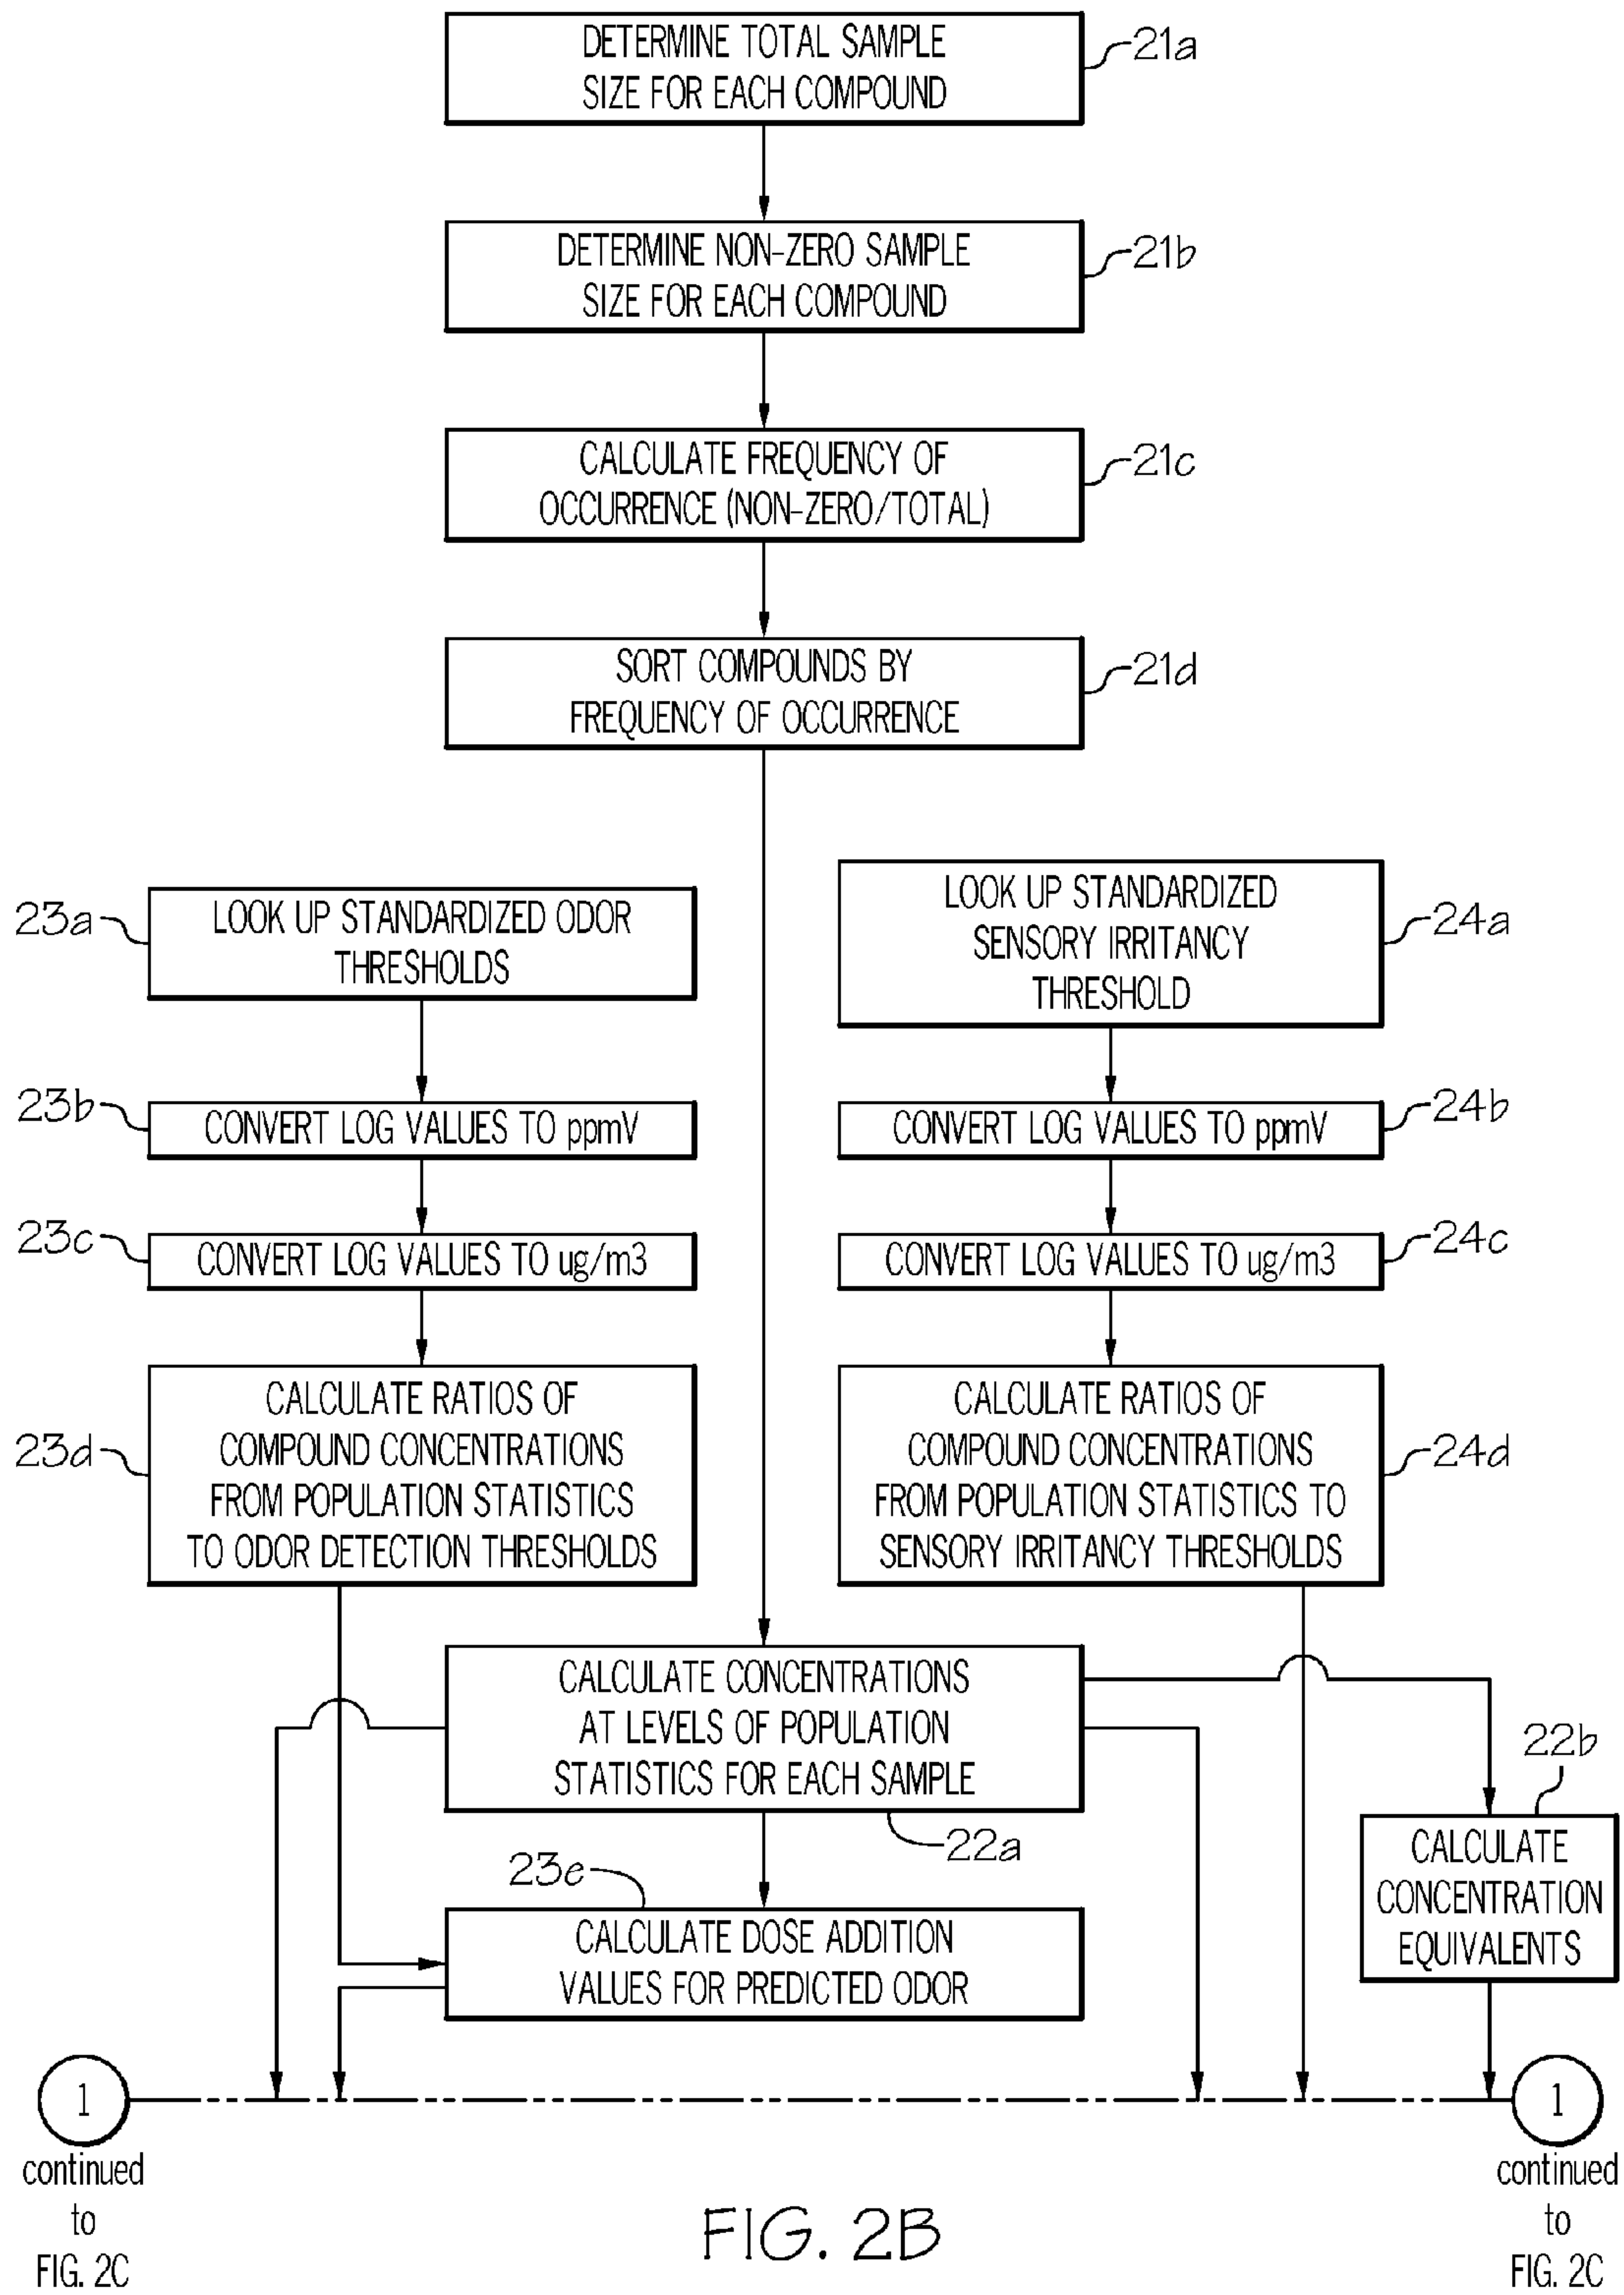 DETERMINE TOTAL SAMPLE
SIZE FOR EACH COMPOUND
21a
DETERMINE NON-ZERO SAMPLE
SIZE FOR EACH COMPOUND
21b
CALCULATE FREQUENCY OF
OCCURRENCE (NON-ZERO/TOTAL)
21c
SORT COMPOUNDS BY
FREQUENCY OF OCCURRENCE
21d
23a
LOOK UP STANDARDIZED ODOR
THRESHOLDS
LOOK UP STANDARDIZED
SENSORY IRRITANCY
THRESHOLD
24a
23b
CONVERT LOG VALUES TO ppmV
CONVERT LOG VALUES TO ppmV
24b
23c
CONVERT LOG VALUES TO ug/m3
CONVERT LOG VALUES TO ug/m3
24c
23d
CALCULATE RATIOS OF
COMPOUND CONCENTRATIONS
FROM POPULATION STATISTICS
TO ODOR DETECTION THRESHOLDS
CALCULATE RATIOS OF
COMPOUND CONCENTRATIONS
FROM POPULATION STATISTICS TO
SENSORY IRRITANCY THRESHOLDS
24d
CALCULATE CONCENTRATIONS
AT LEVELS OF POPULATION
STATISTICS FOR EACH SAMPLE
22a
22b
CALCULATE
CONCENTRATION
EQUIVALENTS
23e
CALCULATE DOSE ADDITION
VALUES FOR PREDICTED ODOR
1
continued
to
FIG. 2C
1
continued
to
FIG. 2C
FIG. 2B